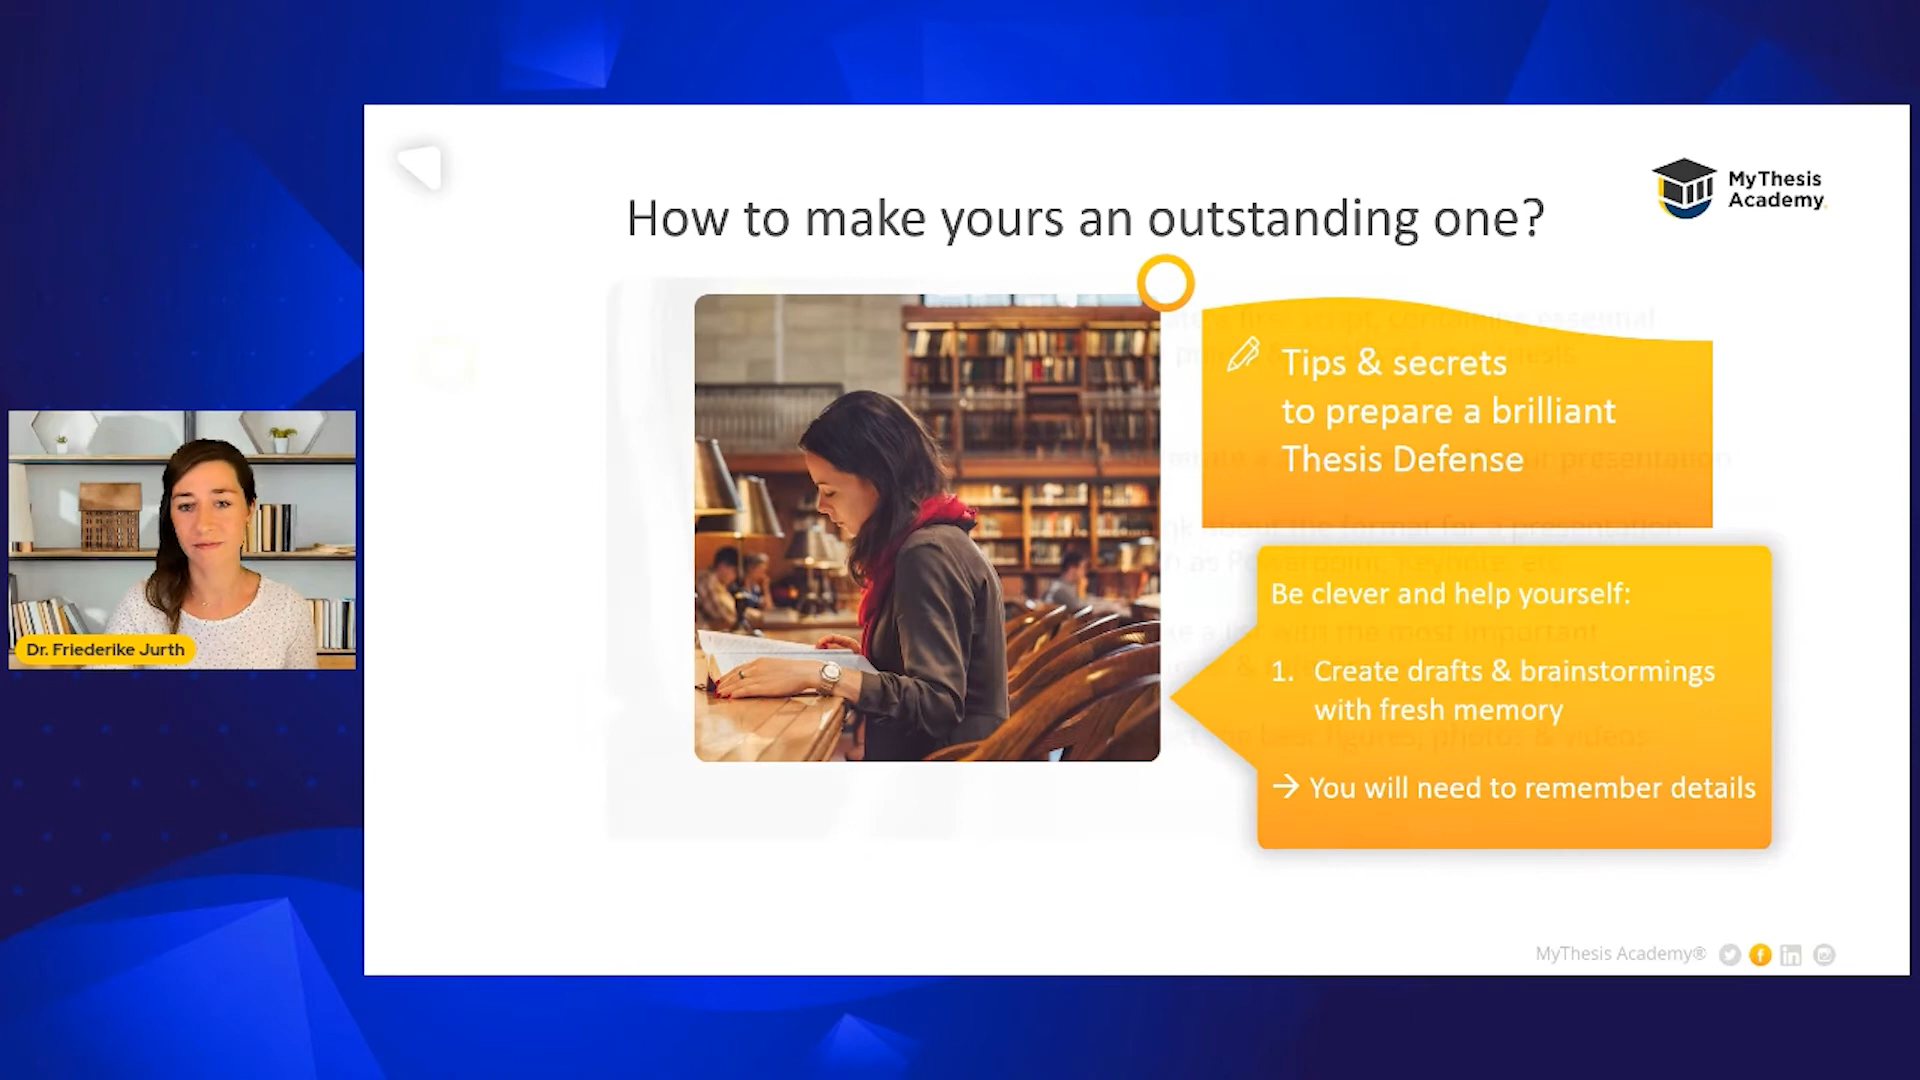 How to make yours an outstanding one?
MyThesis
Academy
Tips & secrets
to prepare a brilliant
Thesis Defense
Be clever and help yourself:
1. Create drafts & brainstormings
with fresh memory
→ You will need to remember details
Dr. Friederike Jurth
MyThesis Academy®